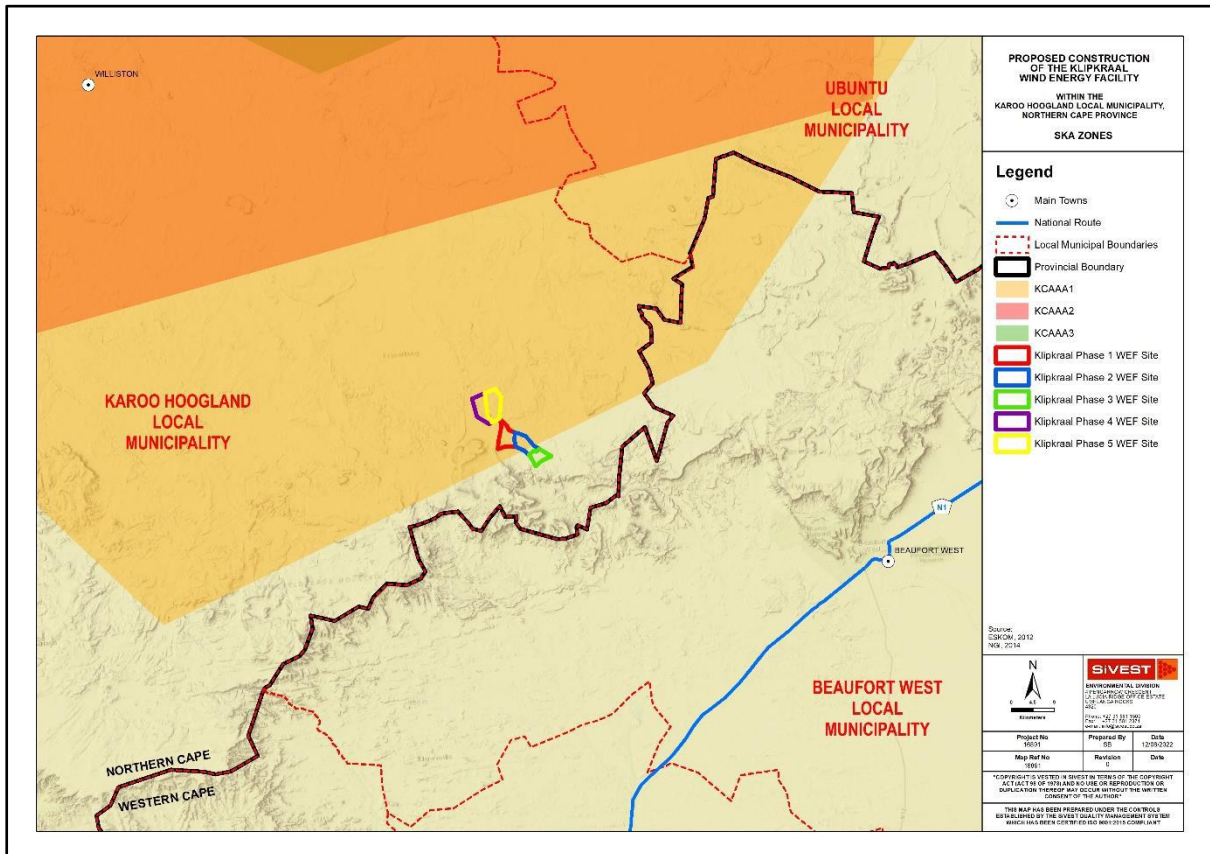 WILLISTON
UBUNTU
LOCAL
MUNICIPALITY
KAROO HOOGLAND
LOCAL
MUNICIPALITY
N1
BEAUFORT WEST
BEAUFORT WEST
LOCAL
MUNICIPALITY
NORTHERN CAPE
WESTERN CAPE
PROPOSED CONSTRUCTION
OF THE KLIPKRAAL
WIND ENERGY FACILITY
WITHIN THE
KAROO HOOGLAND LOCAL MUNICIPALITY,
NORTHERN CAPE PROVINCE
SKA ZONES
Legend
Main Towns
National Route
Local Municipal Boundaries
Provincial Boundary
KCAAA1
KCAAA2
KCAAA3
Klipkraal Phase 1 WEF Site
Klipkraal Phase 2 WEF Site
Klipkraal Phase 3 WEF Site
Klipkraal Phase 4 WEF Site
Klipkraal Phase 5 WEF Site
Source:
ESKOM, 2012
NGI, 2014
N
Kilometers
SiVEST
ENVIRONMENTAL DIVISION
LA LUCIA RIDGE OFFICE ESTATE
Project No
Prepared By
Date
SB
Map Ref No
Revision
Date
0
"COPYRIGHT IS VESTED IN SIVEST IN TERMS OF THE COPYRIGHT
ACT (ACT 98 OF 1978) AND NO USE OR REPRODUCTION OR
DUPLICATION THEREOF MAY OCCUR WITHOUT THE WRITTEN
CONSENT OF THE AUTHOR"
THIS MAP HAS BEEN PREPARED UNDER THE CONTROLS
ESTABLISHED BY THE SIVEST QUALITY MANAGEMENT SYSTEM
WHICH HAS BEEN CERTIFIED ISO 9001:2015 COMPLIANT